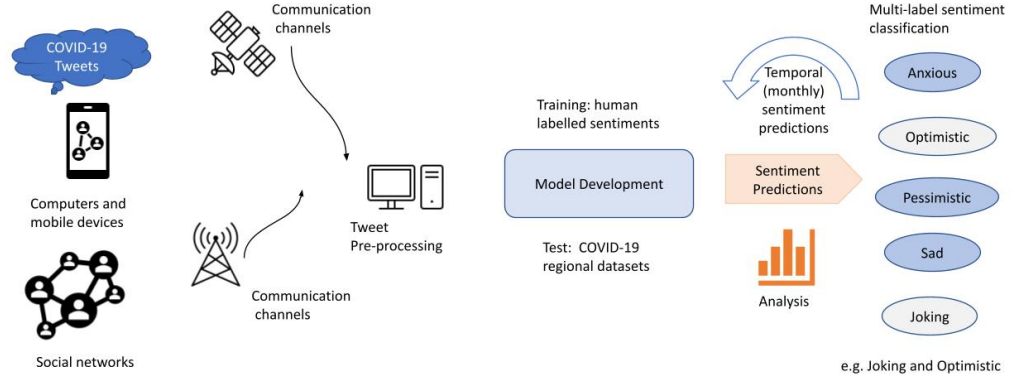 COVID-19
Tweets
Computers and
mobile devices
Social networks
Communication
channels
Communication
channels
Tweet
Pre-processing
Training: human
labelled sentiments
Model Development
Test: COVID-19
regional datasets
Temporal
(monthly)
sentiment
predictions
Sentiment
Predictions
Analysis
Multi-label sentiment
classification
Anxious
Optimistic
Pessimistic
Sad
Joking
e.g. Joking and Optimistic